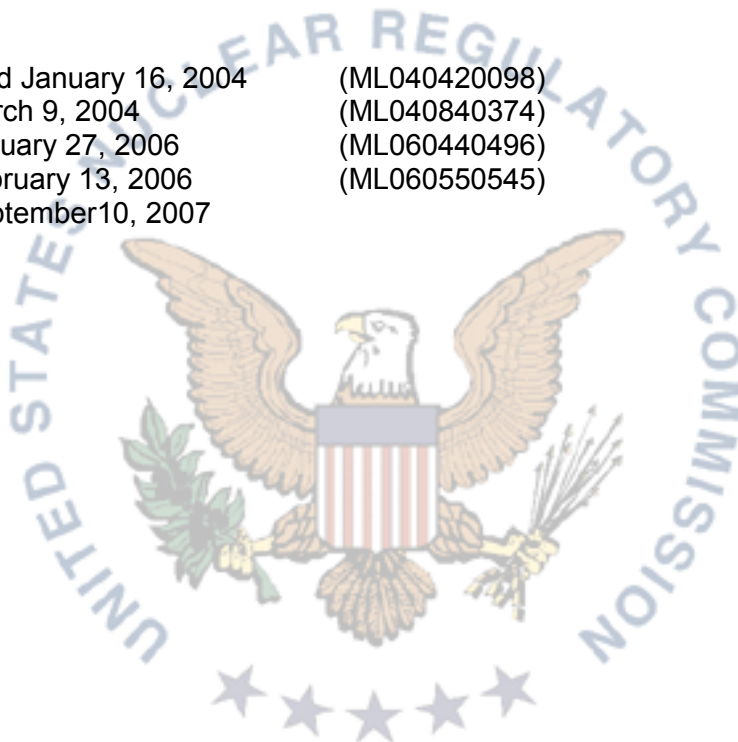 d January 16, 2004 (ML040420098)
rch 9, 2004 (ML040840374)
uary 27, 2006 (ML060440496)
bruary 13, 2006 (ML060550545)
ptember10, 2007
UNITED STATES NUCLEAR REGULATORY COMMISSION